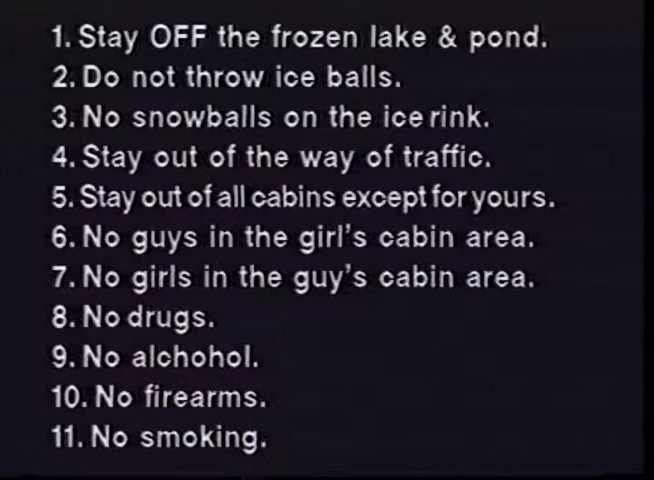 1. Stay OFF the frozen lake & pond.
2. Do not throw ice balls.
3. No snowballs on the ice rink.
4. Stay out of the way of traffic.
5. Stay out of all cabins except for yours.
6. No guys in the girl's cabin area.
7. No girls in the guy's cabin area.
8. No drugs.
9. No alchohol.
10. No firearms.
11. No smoking.